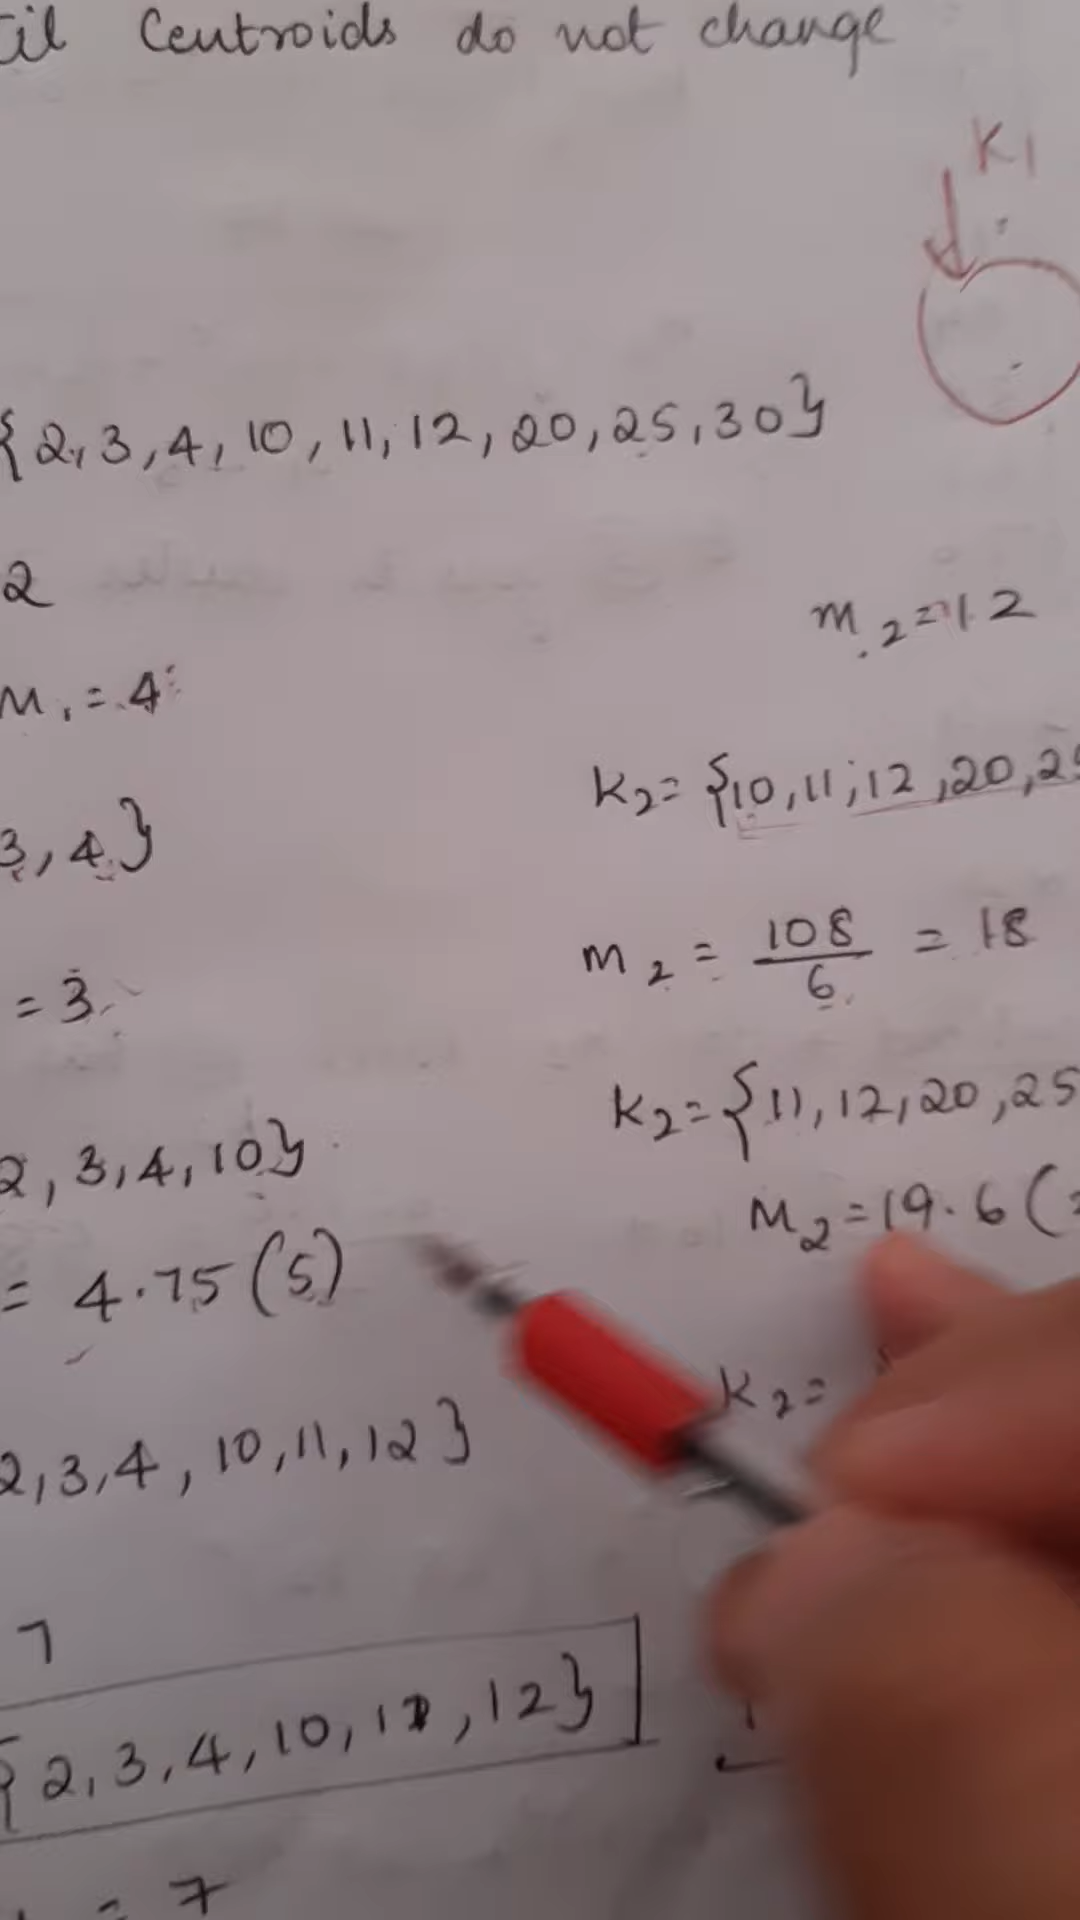 til Centroids do not change
K1
{2, 3, 4, 10, 11, 12, 20, 25, 30}
2
m2 = 12
M1 = 4
K2 = {10, 11, 12, 20, 25
3, 4}
m2 = 108/6 = 18
= 3
K2 = {11, 12, 20, 25
2, 3, 4, 10}
M2 = 19.6 (
= 4.75 (5)
K2 =
2, 3, 4, 10, 11, 12}
7
{2, 3, 4, 10, 11, 12}
= 7